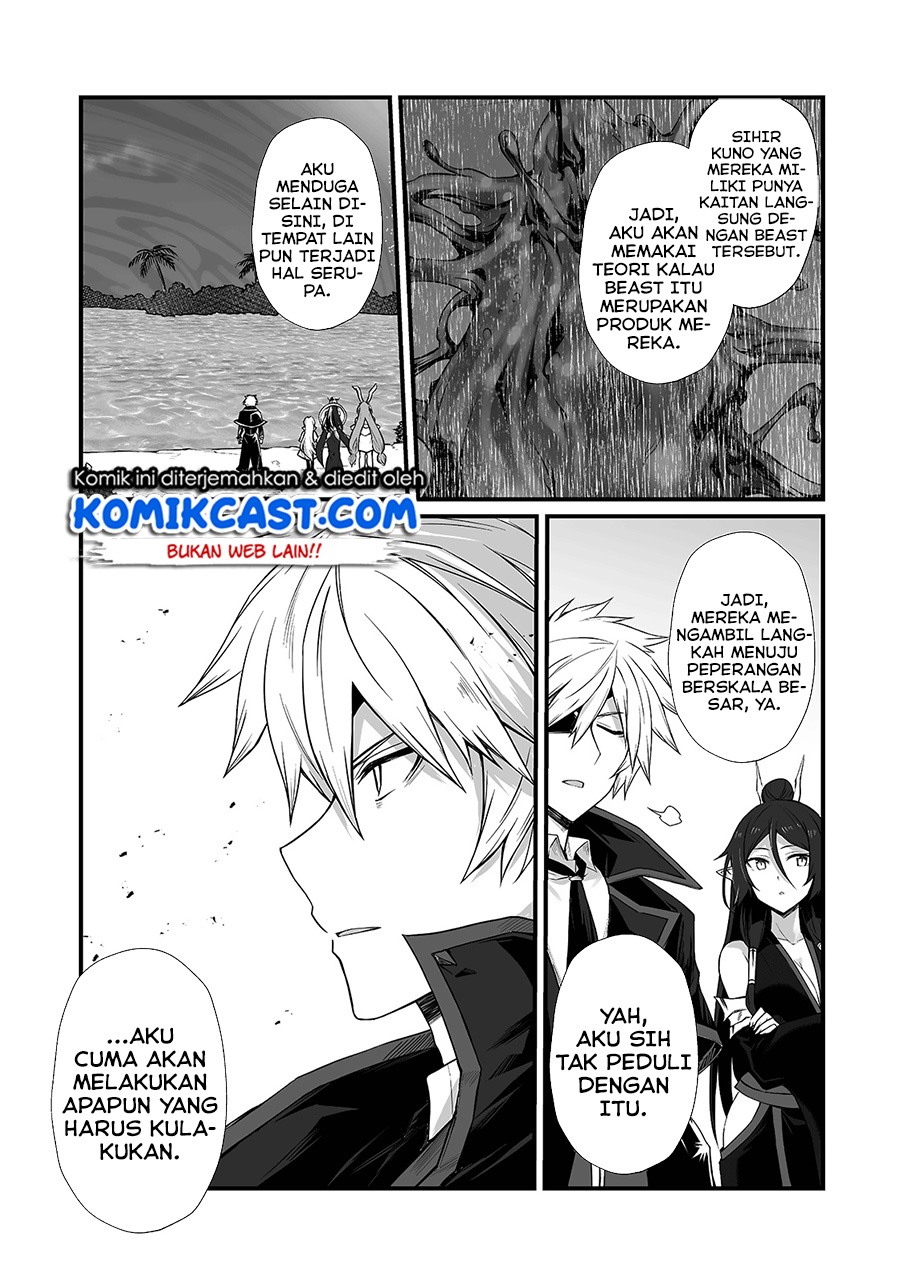 SIHIR
KUNO YANG
MEREKA MI-
LIKI PUNYA
KAITAN LANG-
SUNG DE-
NGAN BEAST
TERSEBUT.
JADI,
AKU AKAN
MEMAKAI
TEORI KALAU
BEAST ITU
MERUPAKAN
PRODUK ME-
REKA.
AKU
MENDUGA
SELAIN DI-
SINI, DI
TEMPAT LAIN
PUN TERJADI
HAL SERU-
PA.
Komik ini diterjemahkan & diedit oleh
KOMIKCAST.COM
BUKAN WEB LAIN!!
JADI,
MEREKA ME-
NGAMBIL LANG-
KAH MENUJU
PEPERANGAN
BERSKALA BE-
SAR, YA.
YAH,
AKU SIH
TAK PEDULI
DENGAN
ITU.
...AKU
CUMA AKAN
MELAKUKAN
APAPUN YANG
HARUS KULA-
KUKAN.